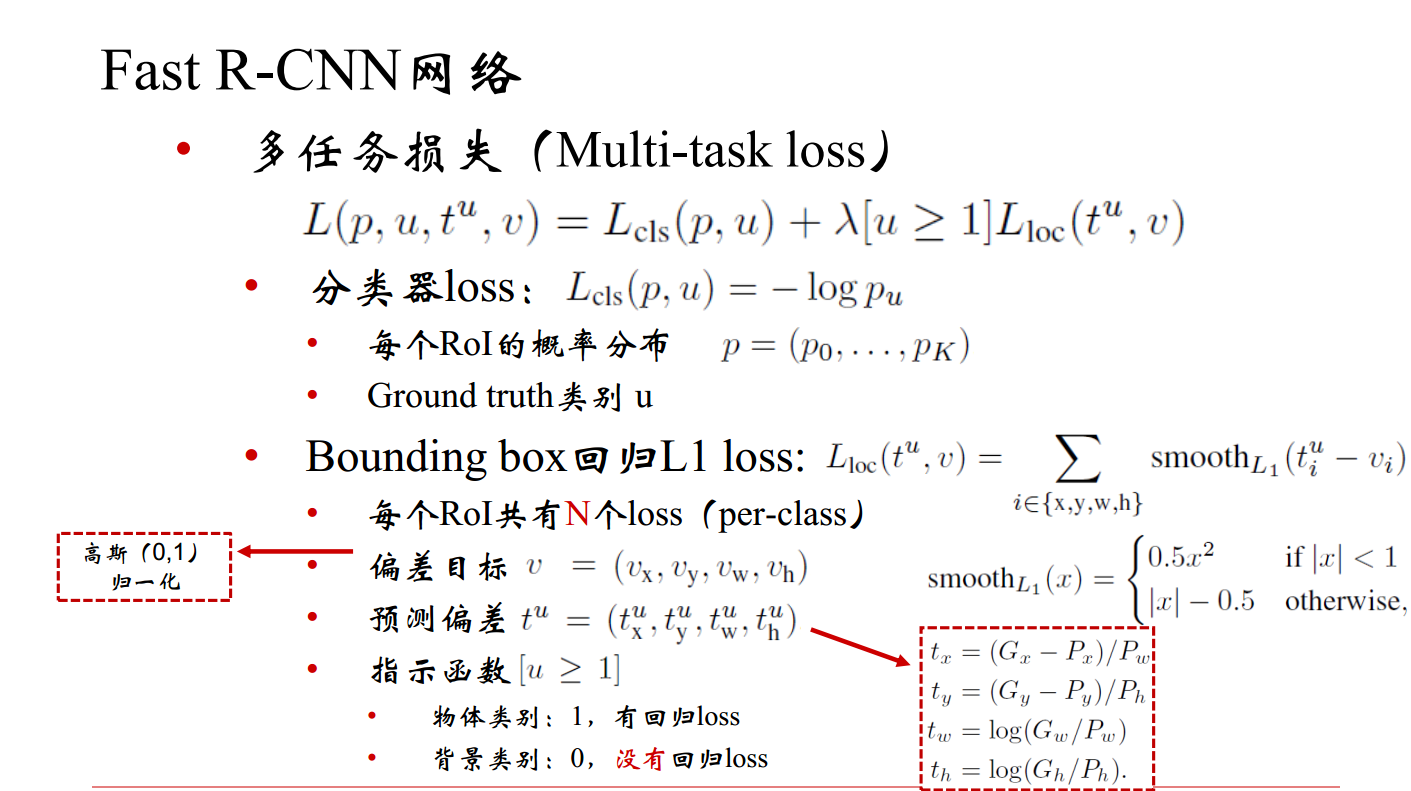 Fast R-CNN网络
• 多任务损失（Multi-task loss）
L(p, u, t^u, v) = L_cls(p, u) + λ[u ≥ 1]L_loc(t^u, v)
• 分类器loss： L_cls(p, u) = − log p_u
• 每个RoI的概率分布 p = (p_0, . . . , p_K)
• Ground truth类别 u
• Bounding box回归L1 loss: L_loc(t^u, v) = ∑_{i∈{x,y,w,h}} smooth_{L_1}(t_i^u − v_i)
• 每个RoI共有N个loss（per-class）
高斯（0,1）
归一化
• 偏差目标 v = (v_x, v_y, v_w, v_h)
smooth_{L_1}(x) = { 0.5x^2 if |x| < 1
|x| − 0.5 otherwise,
• 预测偏差 t^u = (t_x^u, t_y^u, t_w^u, t_h^u)
t_x = (G_x − P_x)/P_w
t_y = (G_y − P_y)/P_h
t_w = log(G_w/P_w)
t_h = log(G_h/P_h).
• 指示函数 [u ≥ 1]
• 物体类别：1，有回归loss
• 背景类别：0，没有回归loss